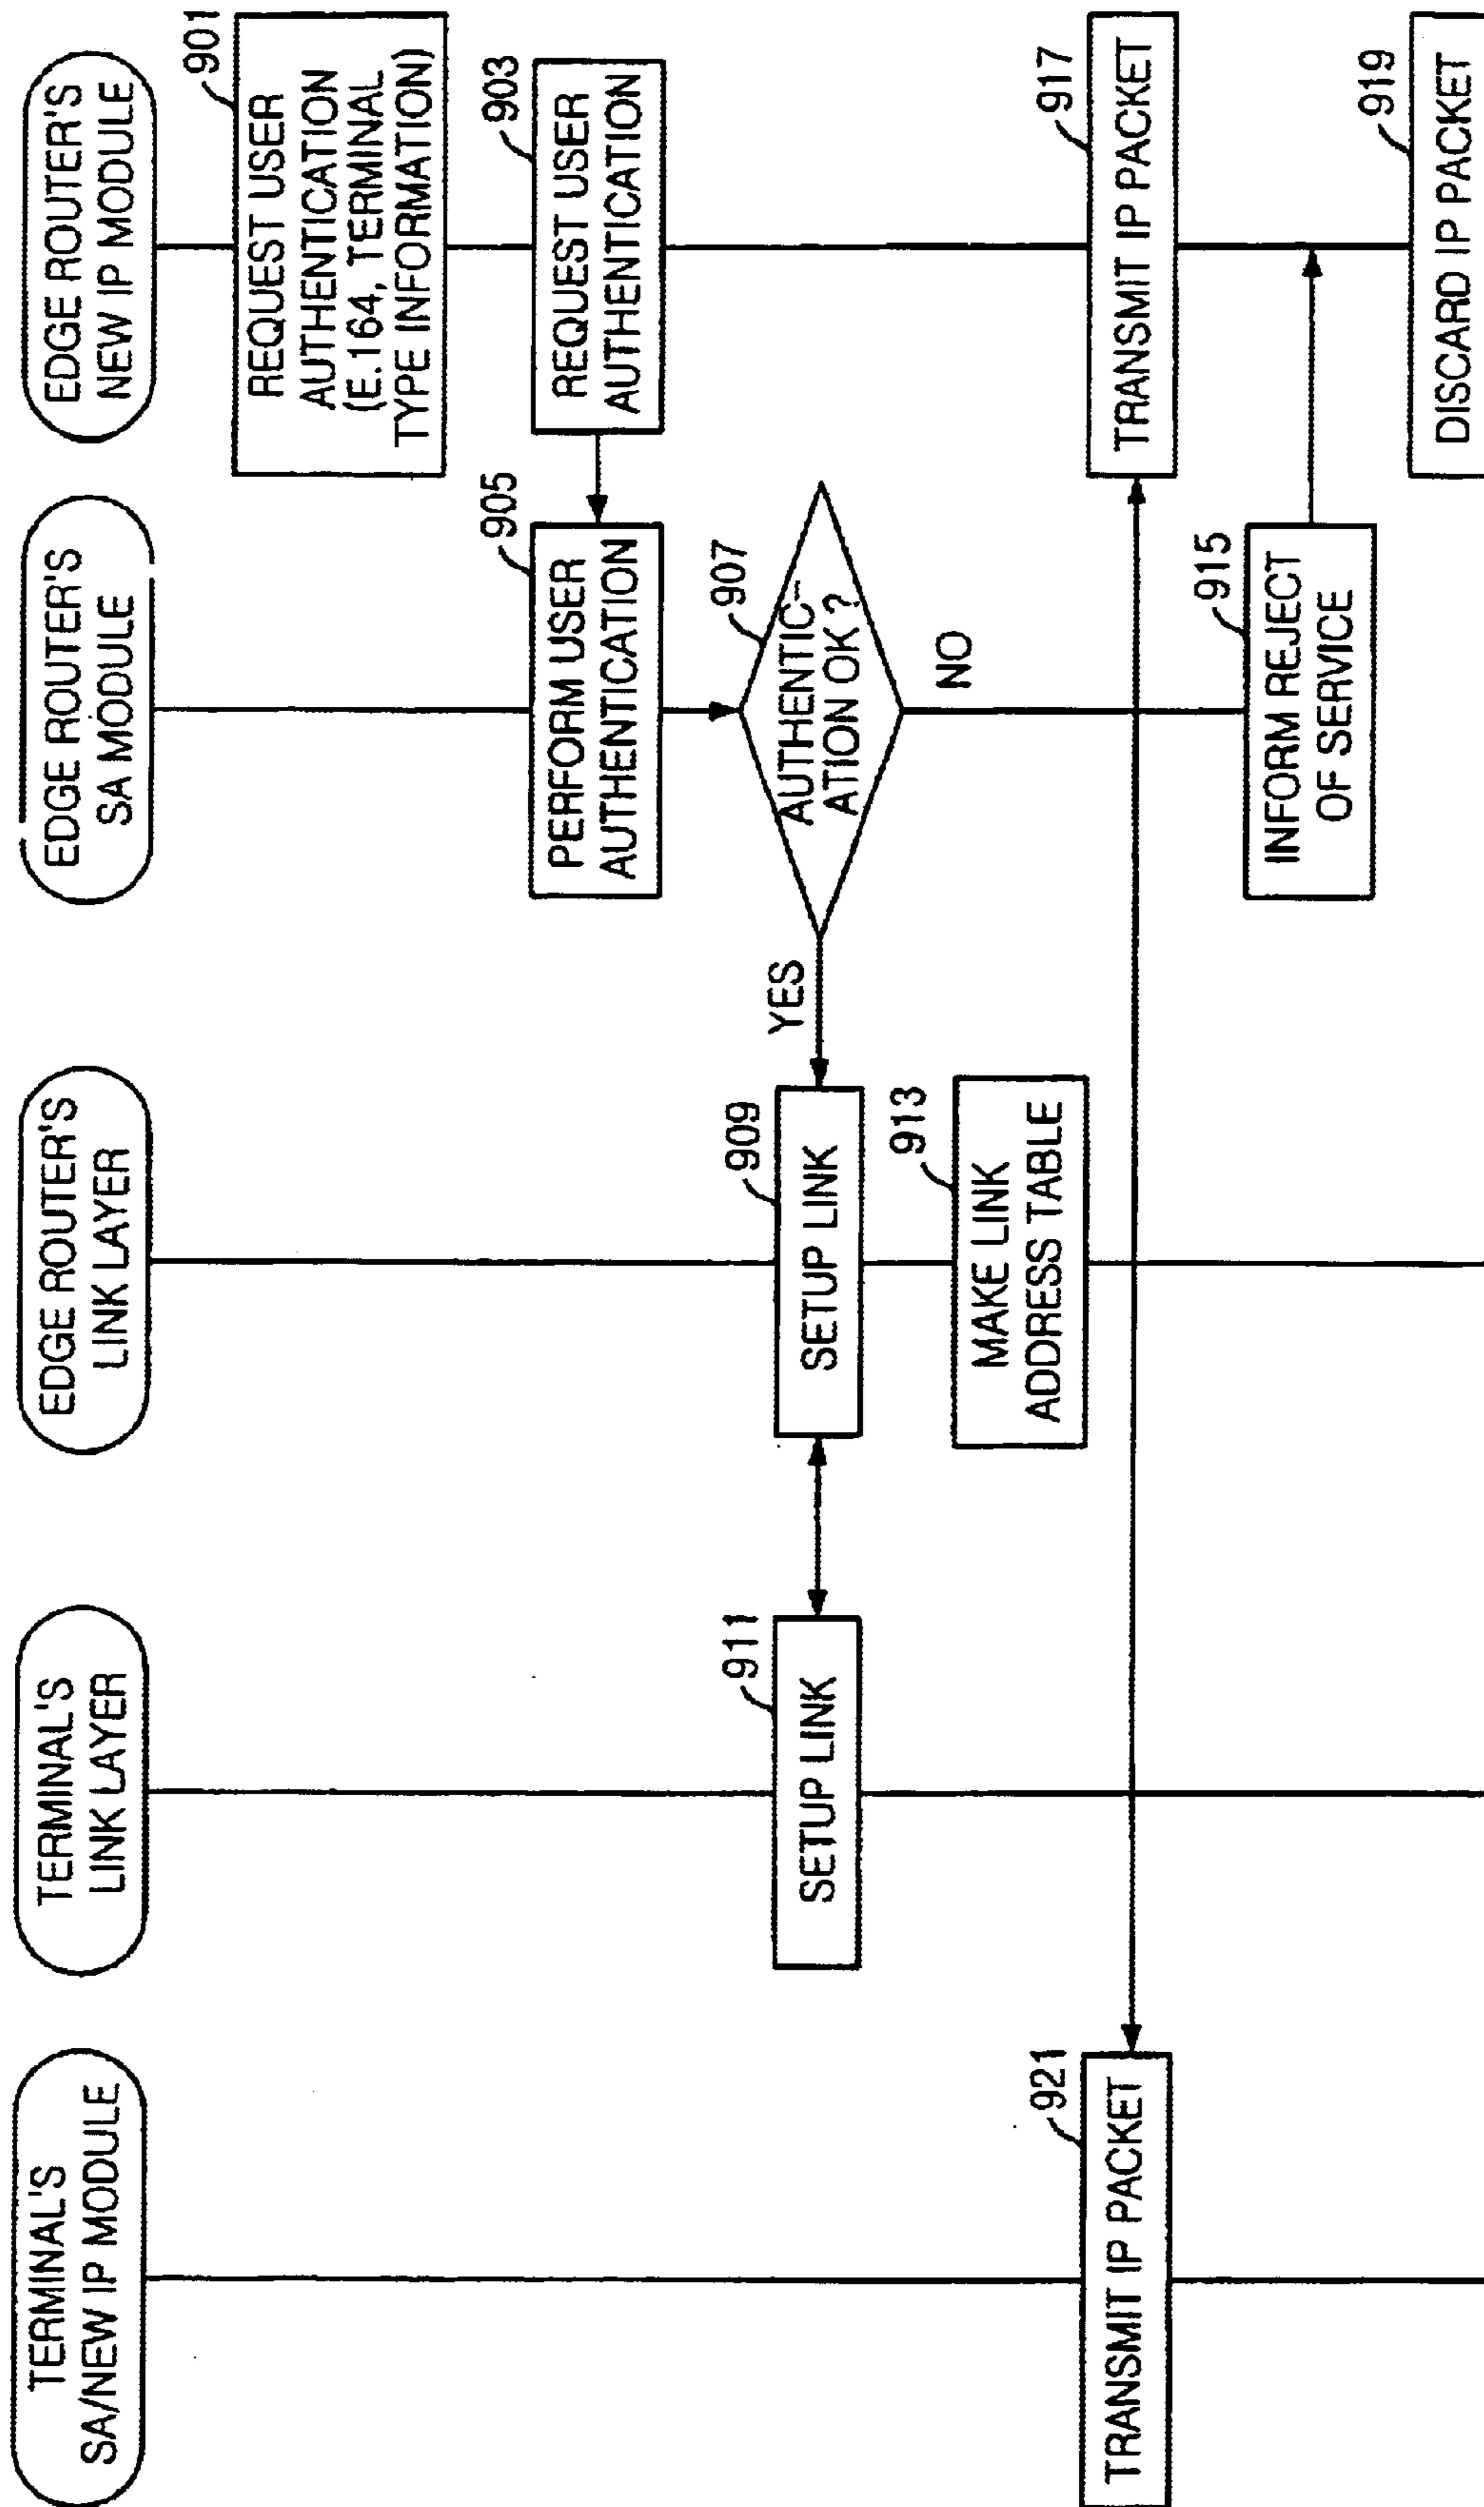 TERMINAL'S
SA/NEW IP MODULE
TERMINAL'S
LINK LAYER
EDGE ROUTER'S
LINK LAYER
EDGE ROUTER'S
SA MODULE
EDGE ROUTER'S
NEW IP MODULE
901
REQUEST USER
AUTHENTICATION
(E.164, TERMINAL
TYPE INFORMATION)
903
REQUEST USER
AUTHENTICATION
905
PERFORM USER
AUTHENTICATION
907
AUTHENTIC-
ATION OK ?
YES
NO
909
SETUP LINK
911
SETUP LINK
913
MAKE LINK
ADDRESS TABLE
921
TRANSMIT IP PACKET
917
TRANSMIT IP PACKET
915
INFORM REJECT
OF SERVICE
919
DISCARD IP PACKET